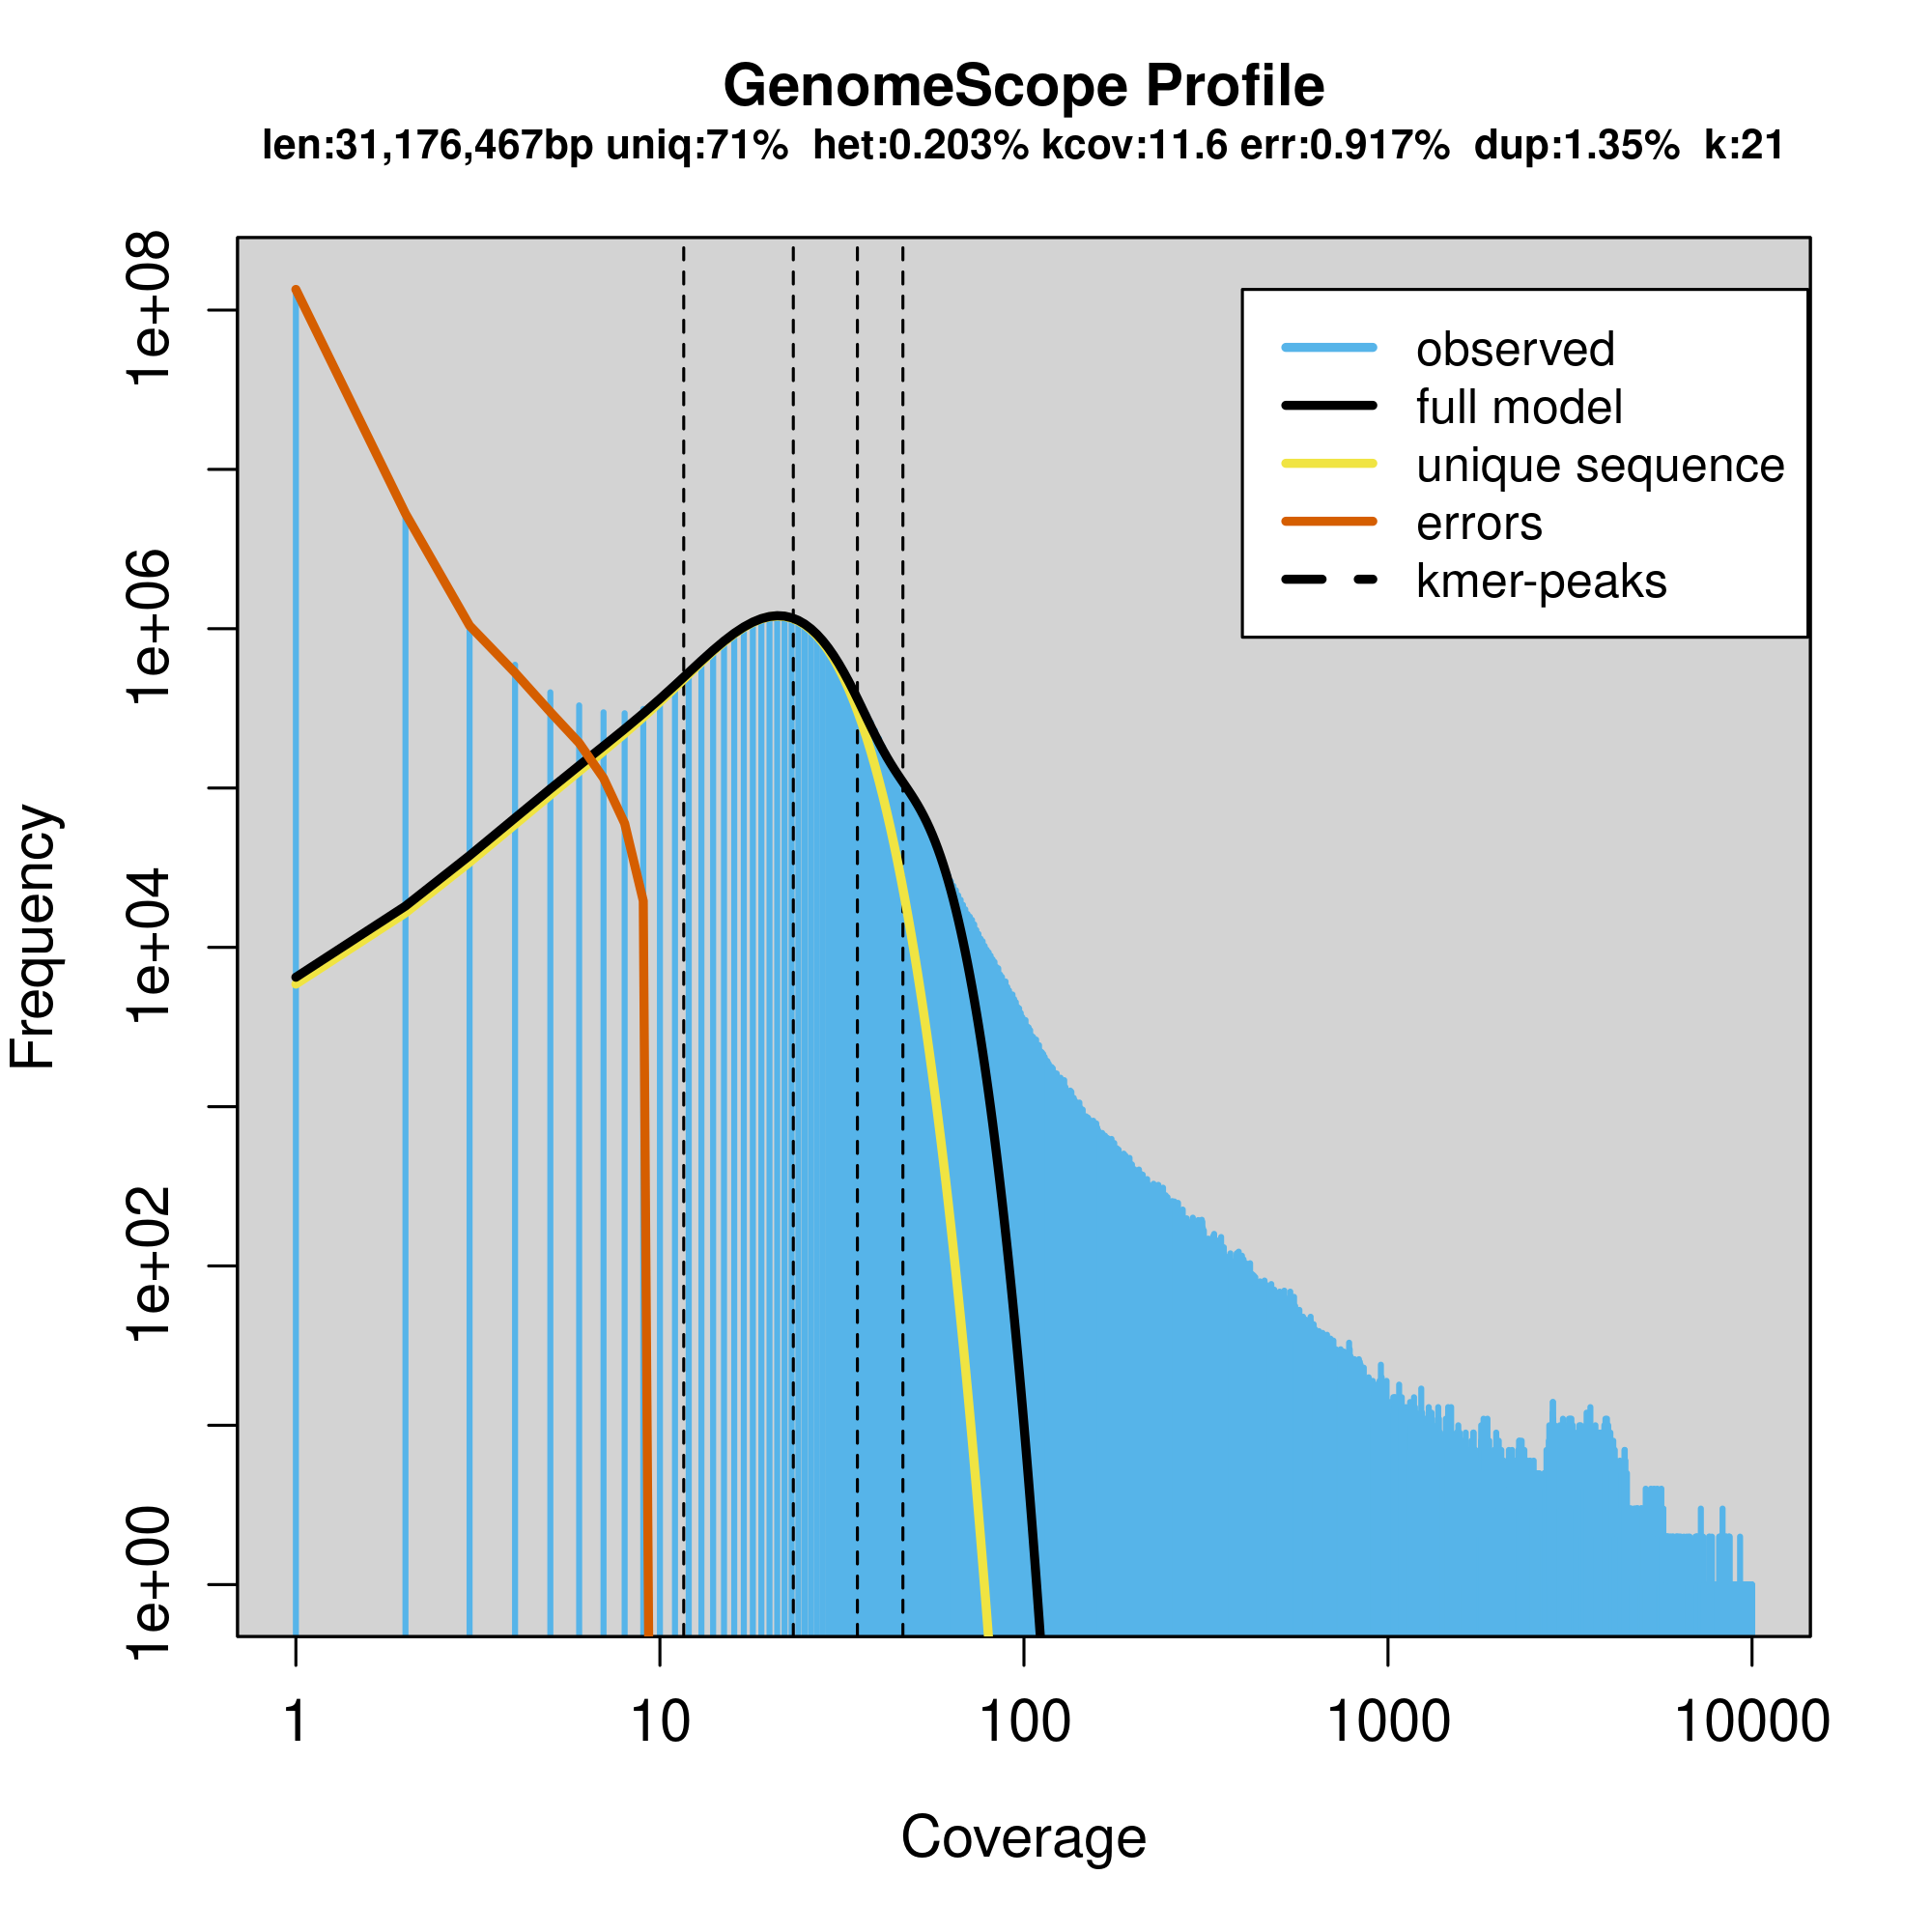 GenomeScope Profile
len:31,176,467bp uniq:71% het:0.203% kcov:11.6 err:0.917% dup:1.35% k:21
observed
full model
unique sequence
errors
kmer-peaks
Frequency
1e+08
1e+06
1e+04
1e+02
1e+00
1 10 100 1000 10000
Coverage